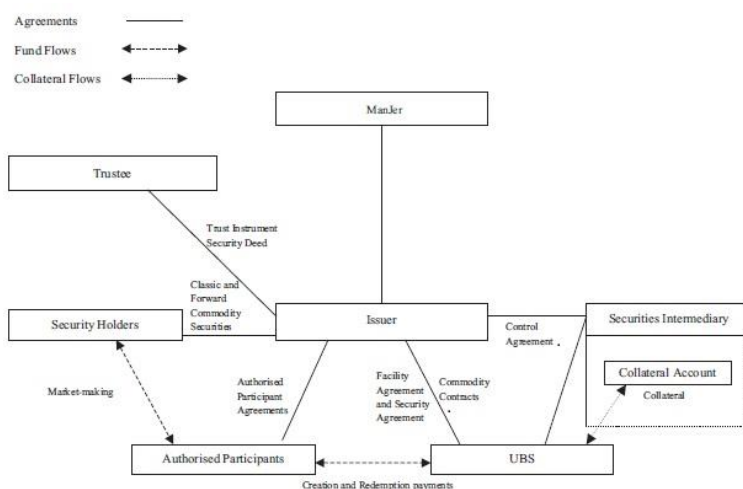 Agreements
Fund Flows
Collateral Flows
ManJer
Trustee
Trust Instrument
Security Deed
Classic and
Forward
Commodity
Securities
Security Holders
Issuer
Securities Intermediary
Control
Agreement
Collateral Account
Collateral
Market-making
Authorised
Participant
Agreements
Facility
Agreement
and Security
Agreement
Commodity
Contracts
Authorised Participants
UBS
Creation and Redemption payments